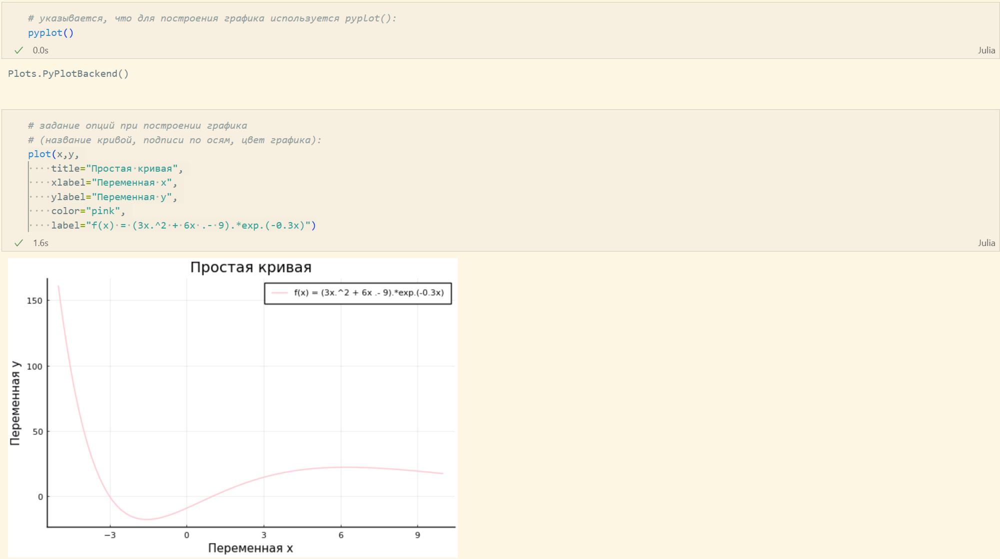 # указывается, что для построения графика используется pyplot():
pyplot()
0.0s
Julia
Plots.PyPlotBackend()
# задание опций при построении графика
# (название кривой, подписи по осям, цвет графика):
plot(x,y,
title="Простая кривая",
xlabel="Переменная x",
ylabel="Переменная y",
color="pink",
label="f(x) = (3x.^2 + 6x .- 9).*exp.(-0.3x)")
1.6s
Julia
Простая кривая
f(x) = (3x.^2 + 6x .- 9).*exp.(-0.3x)
150
100
50
0
Переменная y
−3 0 3 6 9
Переменная x